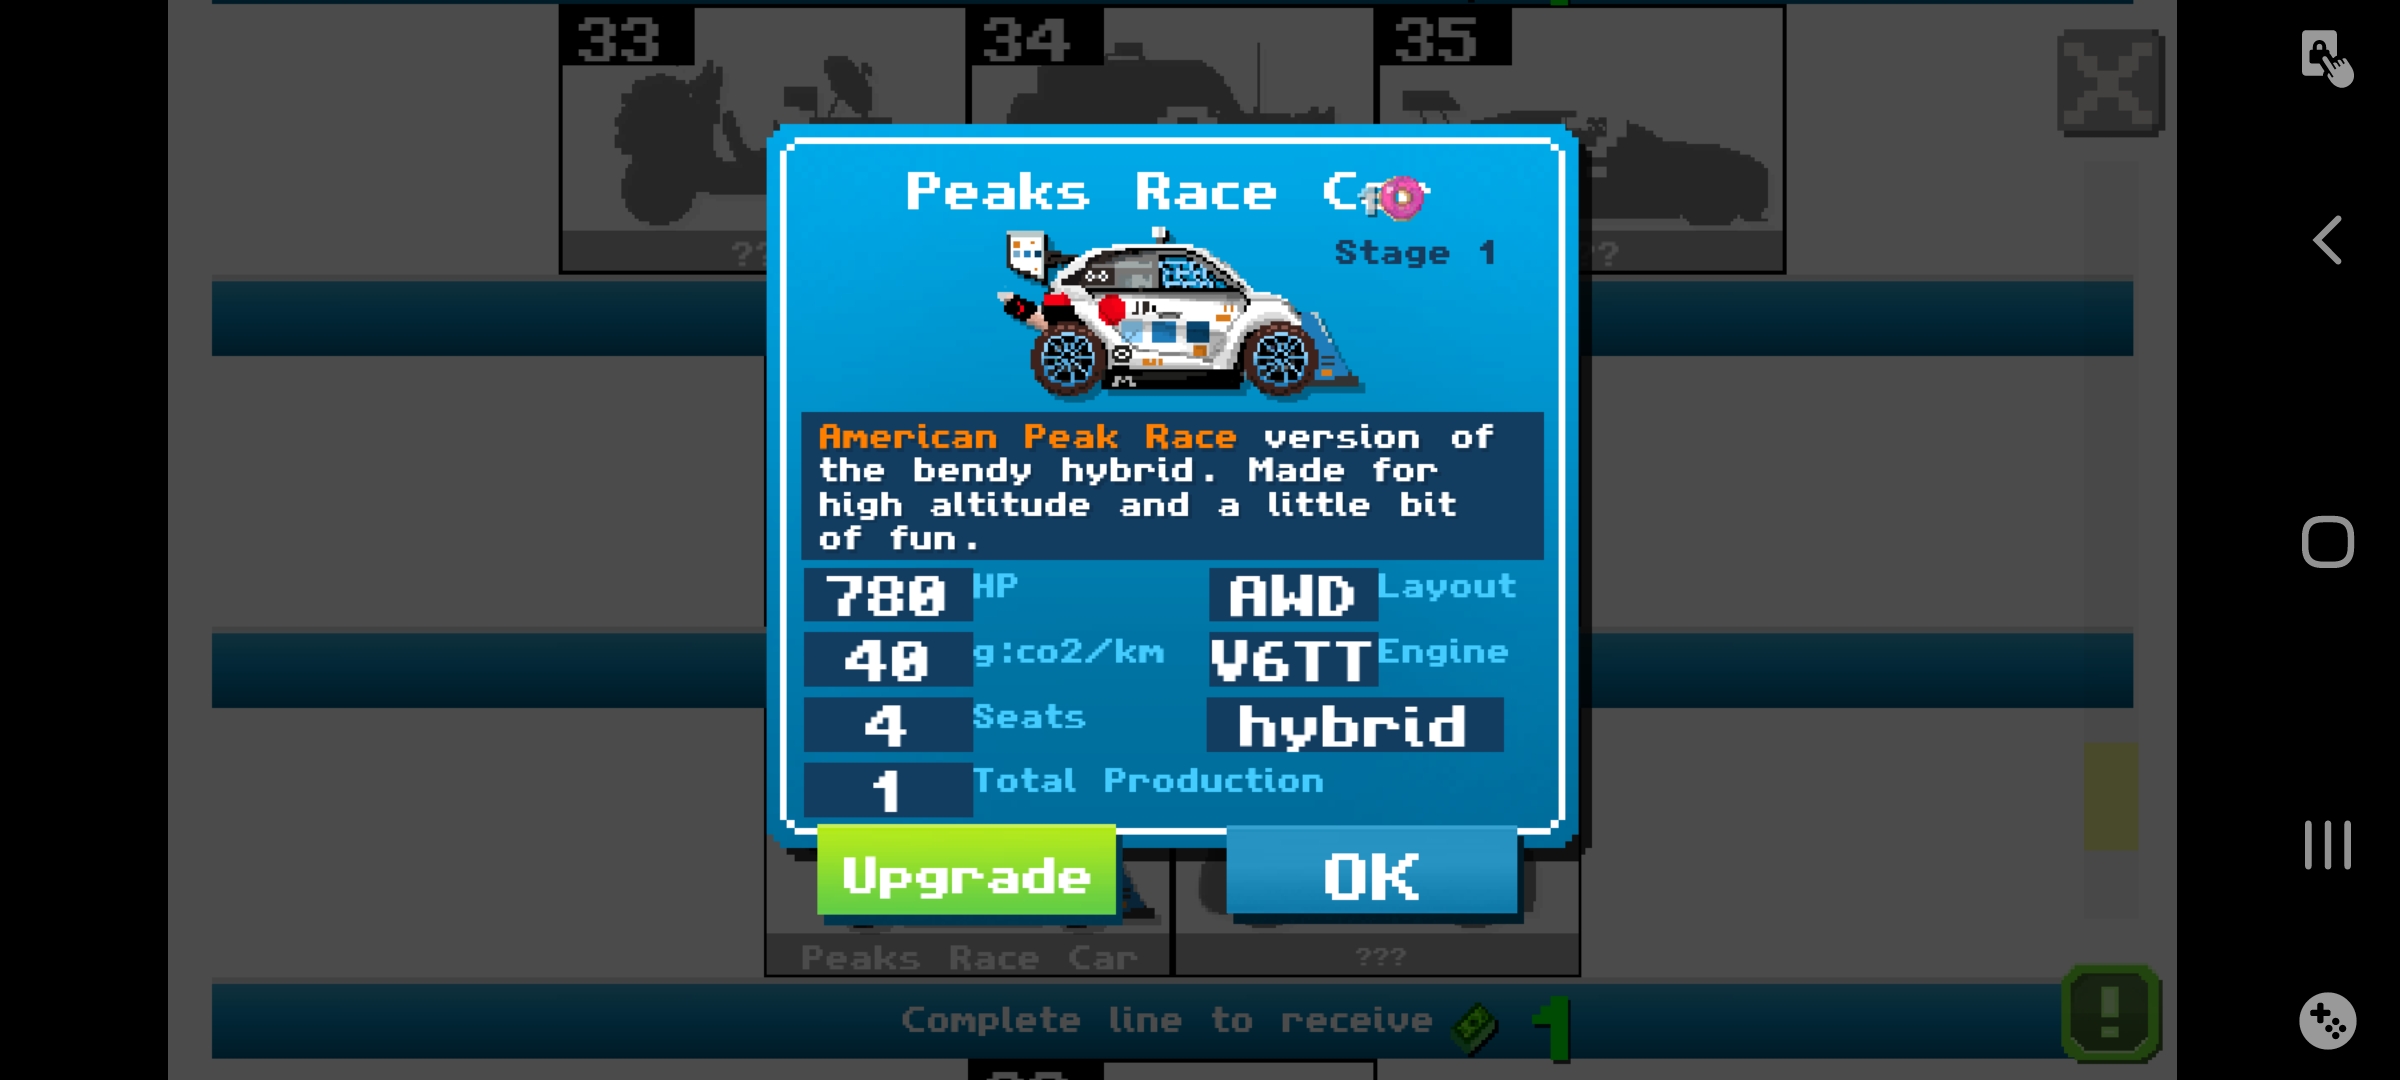 33
34
35
Peaks Race Car
Stage 1
??
??
American Peak Race version of
the bendy hybrid. Made for
high altitude and a little bit
of fun.
780 HP
AWD Layout
40 g:co2/km
V6TT Engine
4 Seats
hybrid
1 Total Production
Upgrade
OK
Peaks Race Car
???
Complete line to receive 1